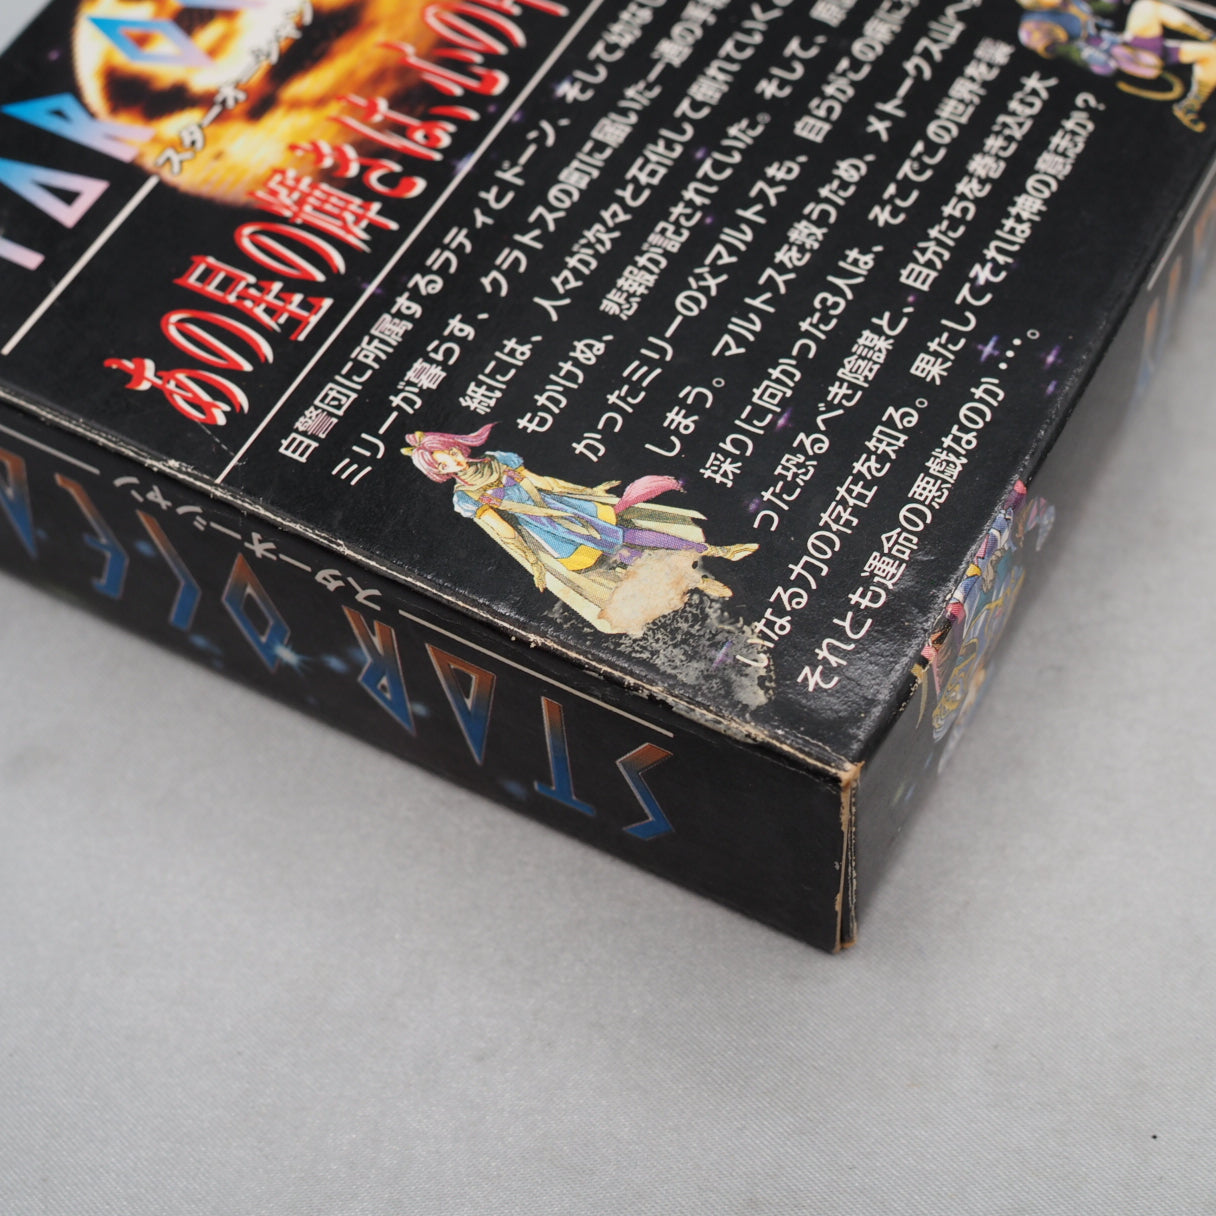 スターオーシャン
あの星の輝きは、心の中
自警団に所属するラティとドーン、そして幼な
ミリーが暮らす、クラトスの町に届いた一通の手
紙には、人々が次々と石化して倒れていく
もかけぬ、悲報が記されていた。そして、原
かったミリーの父マルトスも、自らがこの病に
しまう。マルトスを救うため、メトークス山へ
採りに向かった3人は、そこでこの世界を襲
った恐るべき陰謀と、自分たちを巻き込む大
いなる力の存在を知る。果たしてそれは神の意志か?
それとも運命の悪戯なのか・・・。
STAR OCE
スターオーシャン